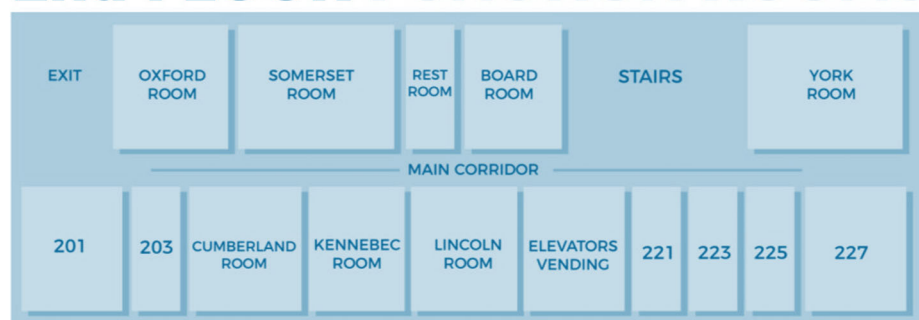 EXIT
OXFORD
ROOM
SOMERSET
ROOM
REST
ROOM
BOARD
ROOM
STAIRS
YORK
ROOM
MAIN CORRIDOR
201
203
CUMBERLAND
ROOM
KENNEBEC
ROOM
LINCOLN
ROOM
ELEVATORS
VENDING
221
223
225
227